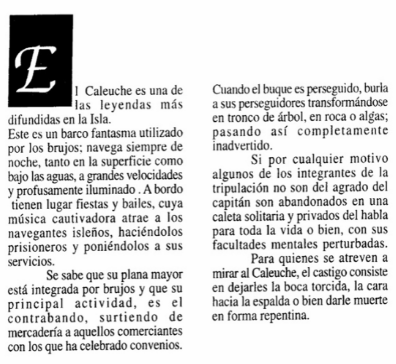 El Caleuche es una de
las leyendas más
difundidas en la Isla.
Este es un barco fantasma utilizado
por los brujos; navega siempre de
noche, tanto en la superficie como
bajo las aguas, a grandes velocidades
y profusamente iluminado . A bordo
tienen lugar fiestas y bailes, cuya
música cautivadora atrae a los
navegantes isleños, haciéndolos
prisioneros y poniéndolos a sus
servicios.
Se sabe que su plana mayor
está integrada por brujos y que su
principal actividad, es el
contrabando, surtiendo de
mercadería a aquellos comerciantes
con los que ha celebrado convenios.
Cuando el buque es perseguido, burla
a sus perseguidores transformándose
en tronco de árbol, en roca o algas;
pasando así completamente
inadvertido.
Si por cualquier motivo
algunos de los integrantes de la
tripulación no son del agrado del
capitán son abandonados en una
caleta solitaria y privados del habla
para toda la vida o bien, con sus
facultades mentales perturbadas.
Para quienes se atreven a
mirar al Caleuche, el castigo consiste
en dejarles la boca torcida, la cara
hacia la espalda o bien darle muerte
en forma repentina.